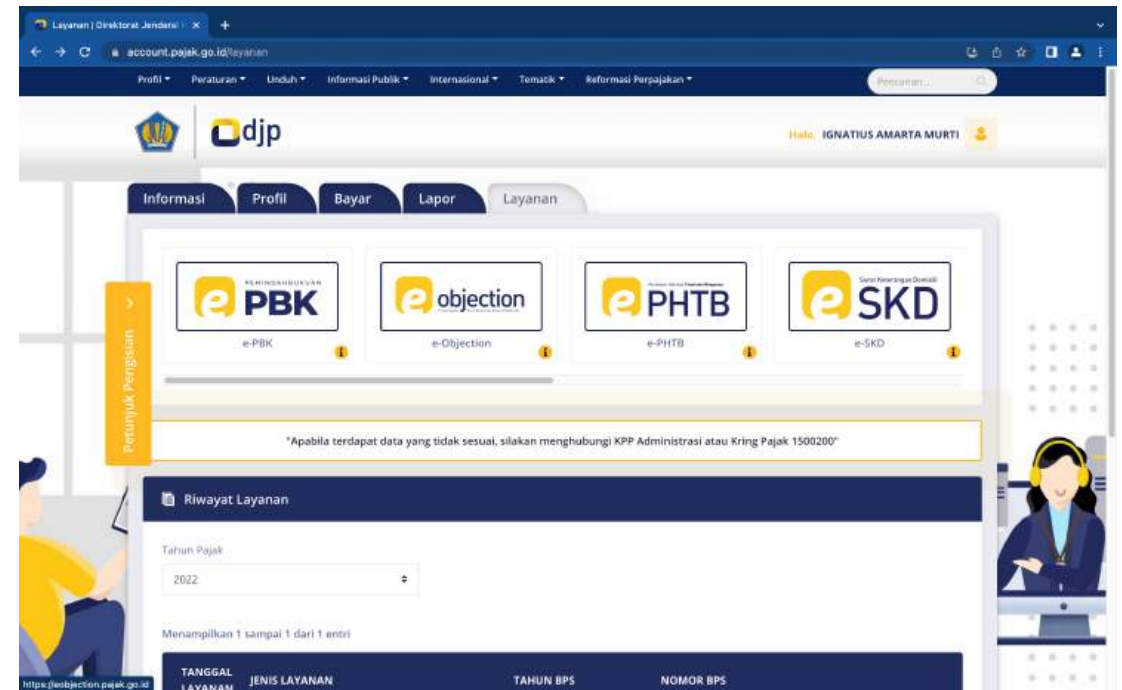 Layanan | Direktorat Jenderal
account.pajak.go.id/layanan
Profil Peraturan Unduh Informasi Publik Internasional Tematik Reformasi Perpajakan Pencarian...
djp
Halo, IGNATIUS AMARTA MURTI
Informasi Profil Bayar Lapor Layanan
PEMINDAHBUKUAN
e PBK
e objection
e PHTB
Surat Keterangan Domisili
e SKD
e-PBK
e-Objection
e-PHTB
e-SKD
Petunjuk Pengisian
"Apabila terdapat data yang tidak sesuai, silakan menghubungi KPP Administrasi atau Kring Pajak 1500200"
Riwayat Layanan
Tahun Pajak
2022
Menampilkan 1 sampai 1 dari 1 entri
TANGGAL LAYANAN
JENIS LAYANAN
TAHUN BPS
NOMOR BPS
https://eobjection.pajak.go.id